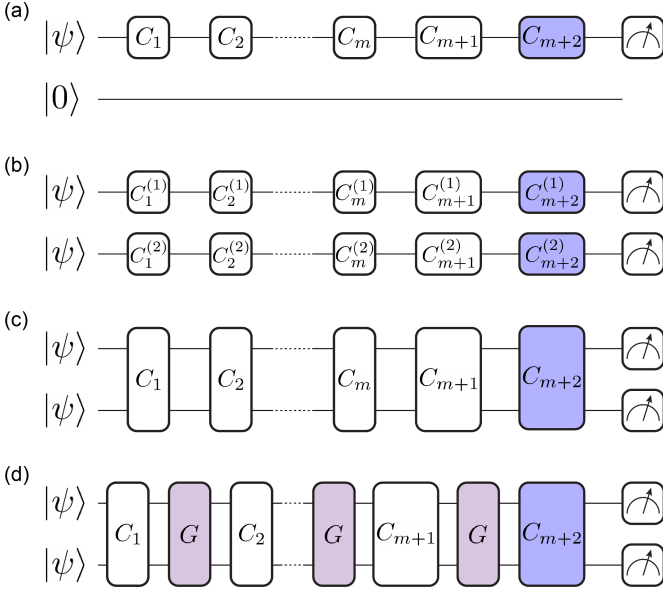 (a)
|ψ⟩ C₁ C₂ Cₘ Cₘ₊₁ Cₘ₊₂
|0⟩
(b)
|ψ⟩ C₁⁽¹⁾ C₂⁽¹⁾ Cₘ⁽¹⁾ Cₘ₊₁⁽¹⁾ Cₘ₊₂⁽¹⁾
|ψ⟩ C₁⁽²⁾ C₂⁽²⁾ Cₘ⁽²⁾ Cₘ₊₁⁽²⁾ Cₘ₊₂⁽²⁾
(c)
|ψ⟩
C₁ C₂ Cₘ Cₘ₊₁ Cₘ₊₂
|ψ⟩
(d)
|ψ⟩
C₁ G C₂ G Cₘ₊₁ G Cₘ₊₂
|ψ⟩